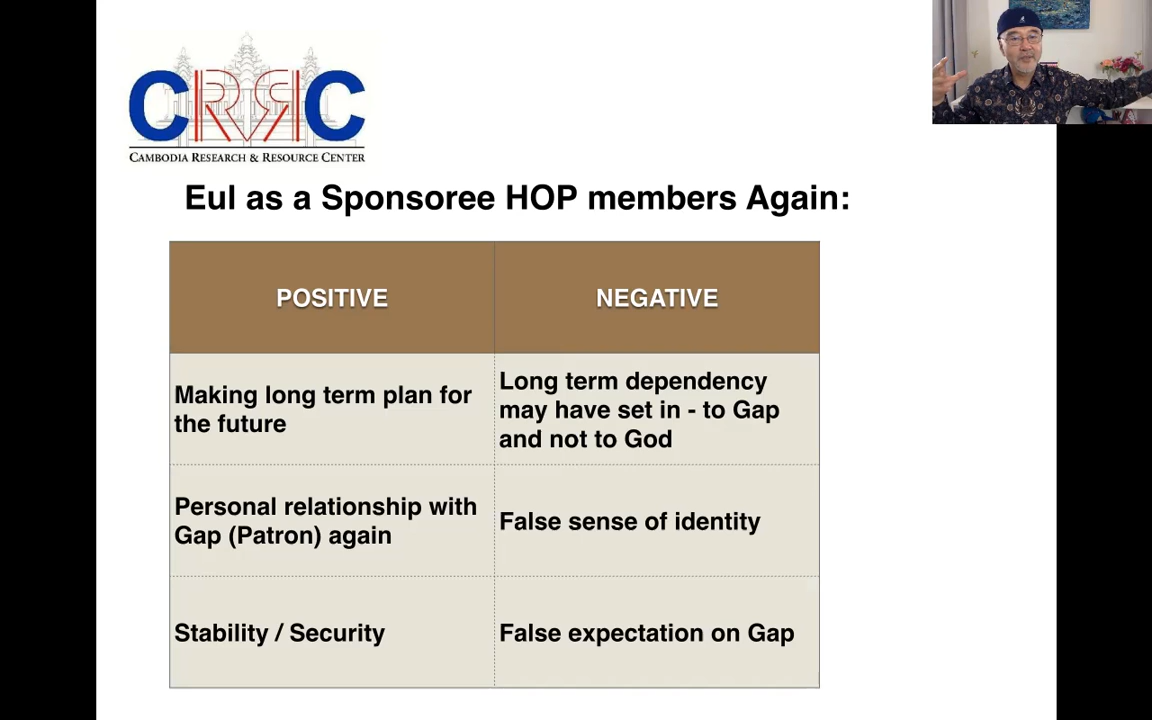 CRRC
CAMBODIA RESEARCH & RESOURCE CENTER
Eul as a Sponsoree HOP members Again:
POSITIVE
NEGATIVE
Making long term plan for
the future
Long term dependency
may have set in - to Gap
and not to God
Personal relationship with
Gap (Patron) again
False sense of identity
Stability / Security
False expectation on Gap